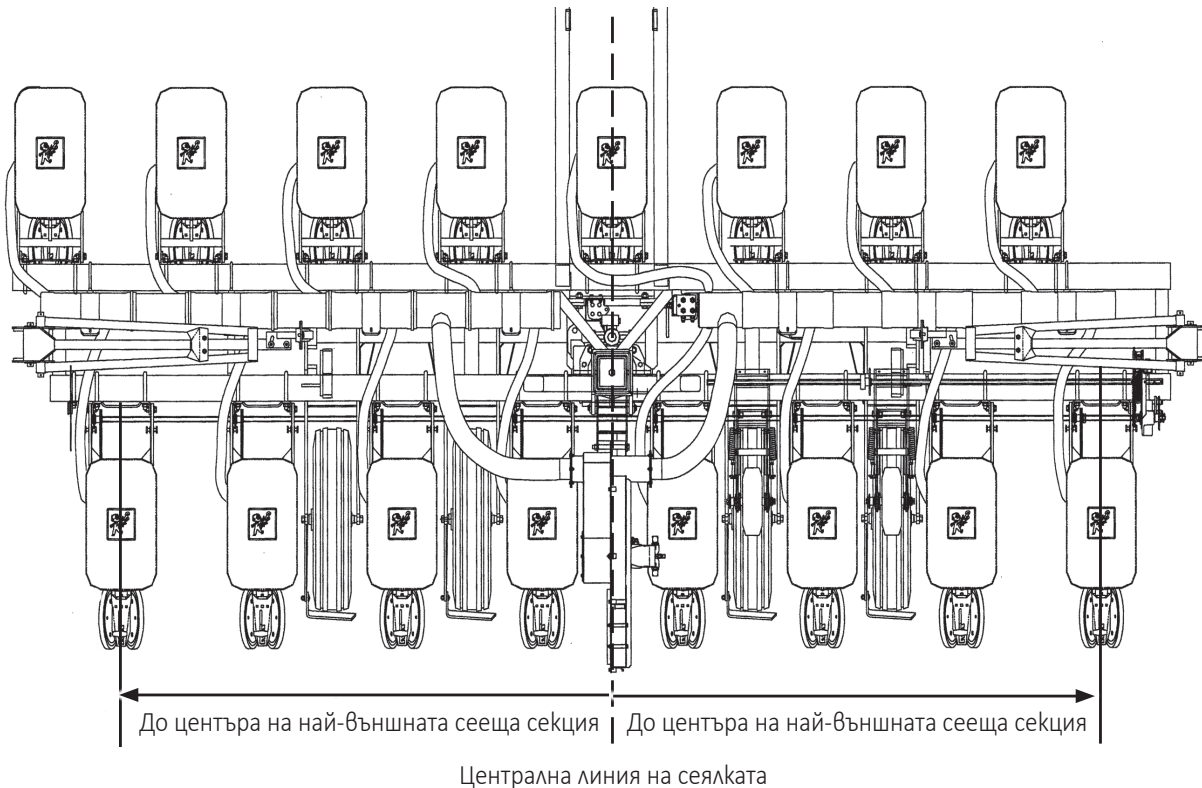 До центъра на най-външната сееща секция
До центъра на най-външната сееща секция
Централна линия на сеялката